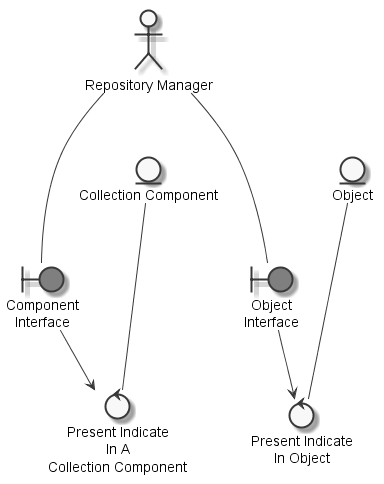 Repository Manager
Collection Component
Object
Component
Interface
Object
Interface
Present Indicate
In A
Collection Component
Present Indicate
In Object